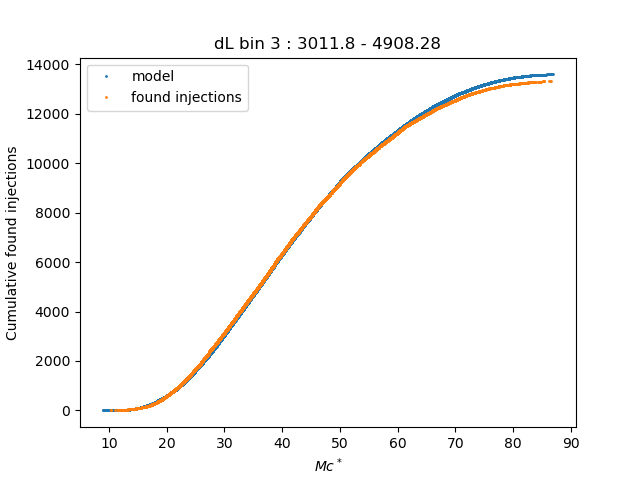 dL bin 3 : 3011.8 - 4908.28
model
found injections
Cumulative found injections
14000
12000
10000
8000
6000
4000
2000
0
10 20 30 40 50 60 70 80 90
Mc*